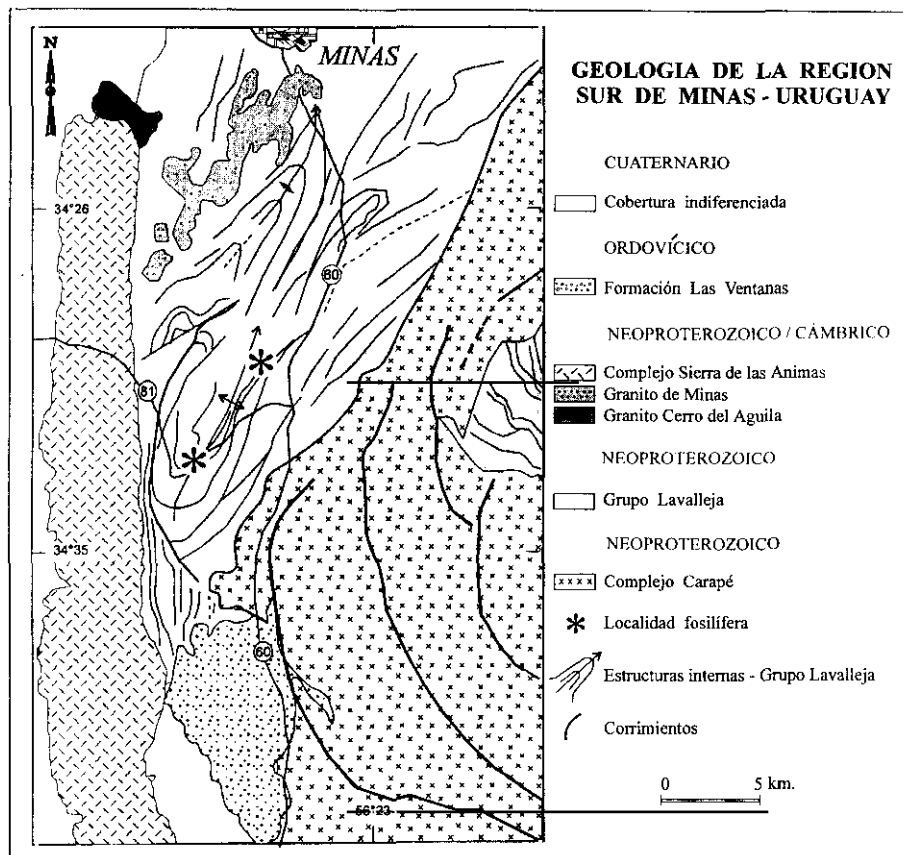 N
MINAS
34°26
60
81
34°35
60
56°23
GEOLOGIA DE LA REGION
SUR DE MINAS - URUGUAY
CUATERNARIO
Cobertura indiferenciada
ORDOVÍCICO
Formación Las Ventanas
NEOPROTEROZOICO / CÁMBRICO
Complejo Sierra de las Animas
Granito de Minas
Granito Cerro del Aguila
NEOPROTEROZOICO
Grupo Lavalleja
NEOPROTEROZOICO
Complejo Carapé
Localidad fosilífera
Estructuras internas - Grupo Lavalleja
Corrimientos
0 5 km.